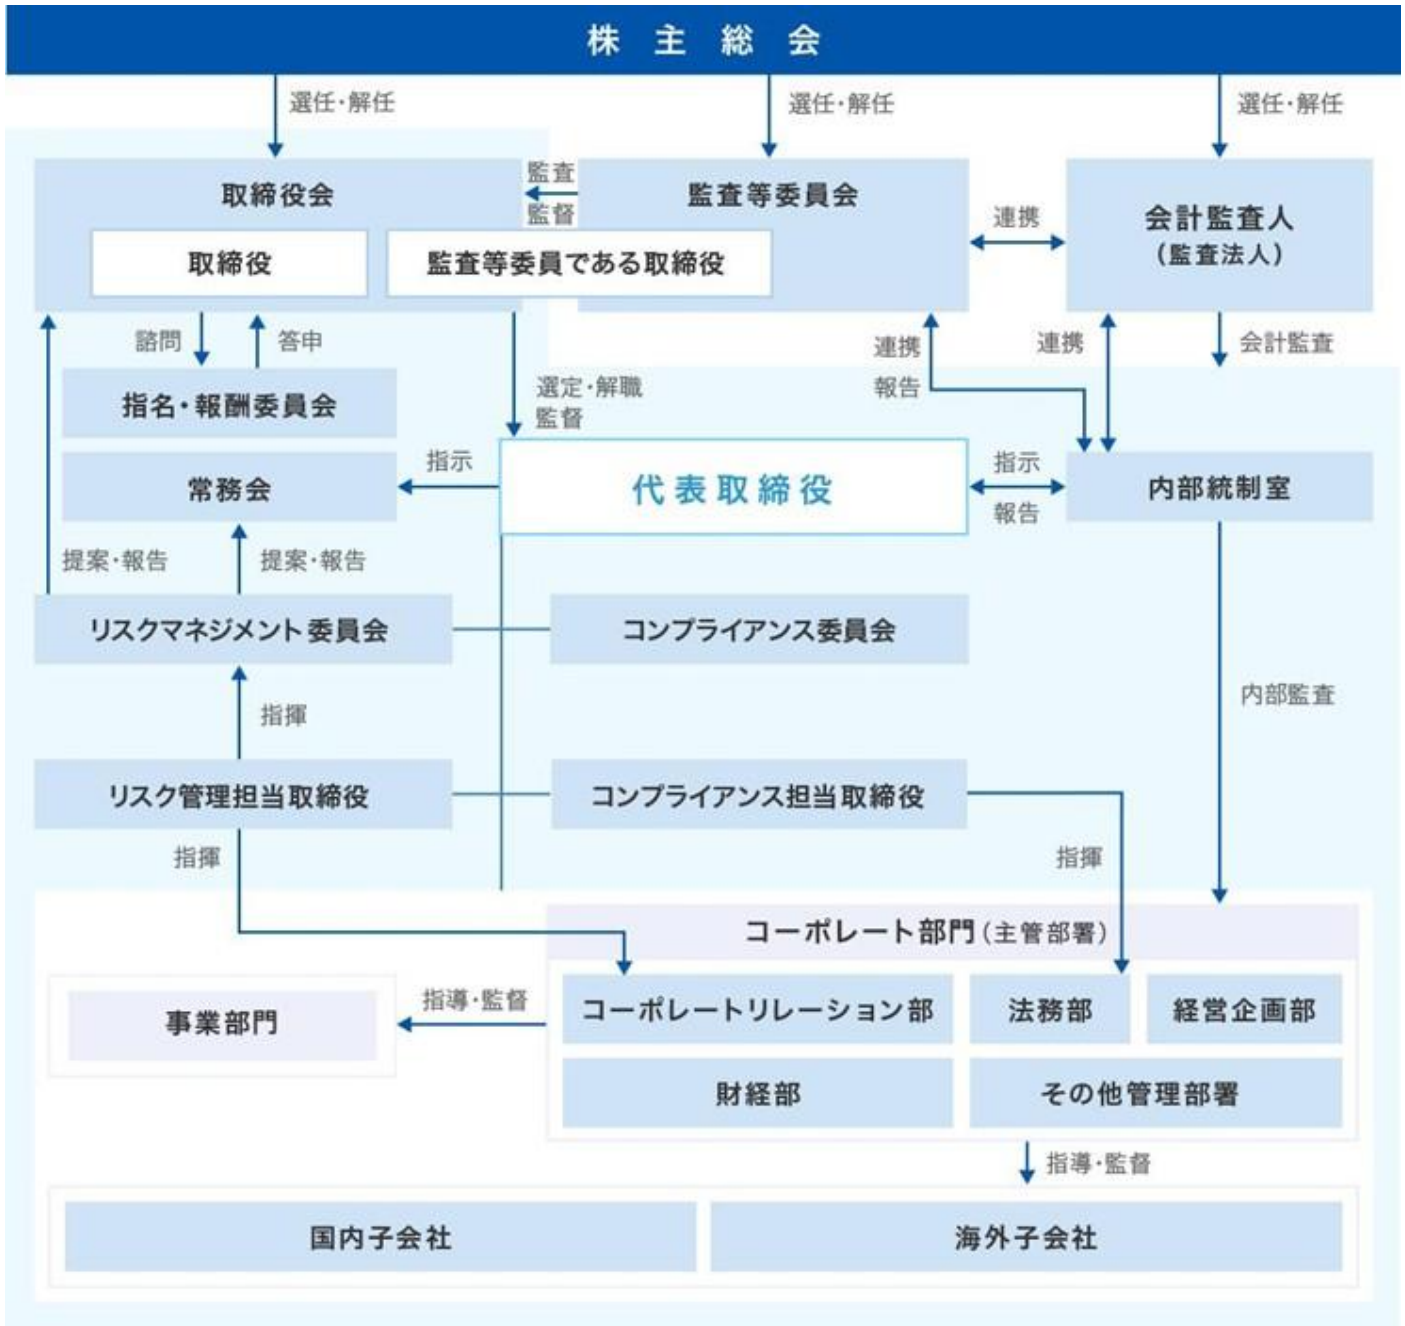 株主総会
選任・解任
選任・解任
選任・解任
取締役会
監査
監督
監査等委員会
連携
会計監査人
（監査法人）
取締役
監査等委員である取締役
諮問
答申
選定・解職
監督
連携
報告
連携
会計監査
指名・報酬委員会
常務会
指示
代表取締役
指示
報告
内部統制室
提案・報告
提案・報告
リスクマネジメント委員会
コンプライアンス委員会
内部監査
指揮
リスク管理担当取締役
コンプライアンス担当取締役
指揮
指揮
コーポレート部門（主管部署）
事業部門
指導・監督
コーポレートリレーション部
法務部
経営企画部
財経部
その他管理部署
指導・監督
国内子会社
海外子会社